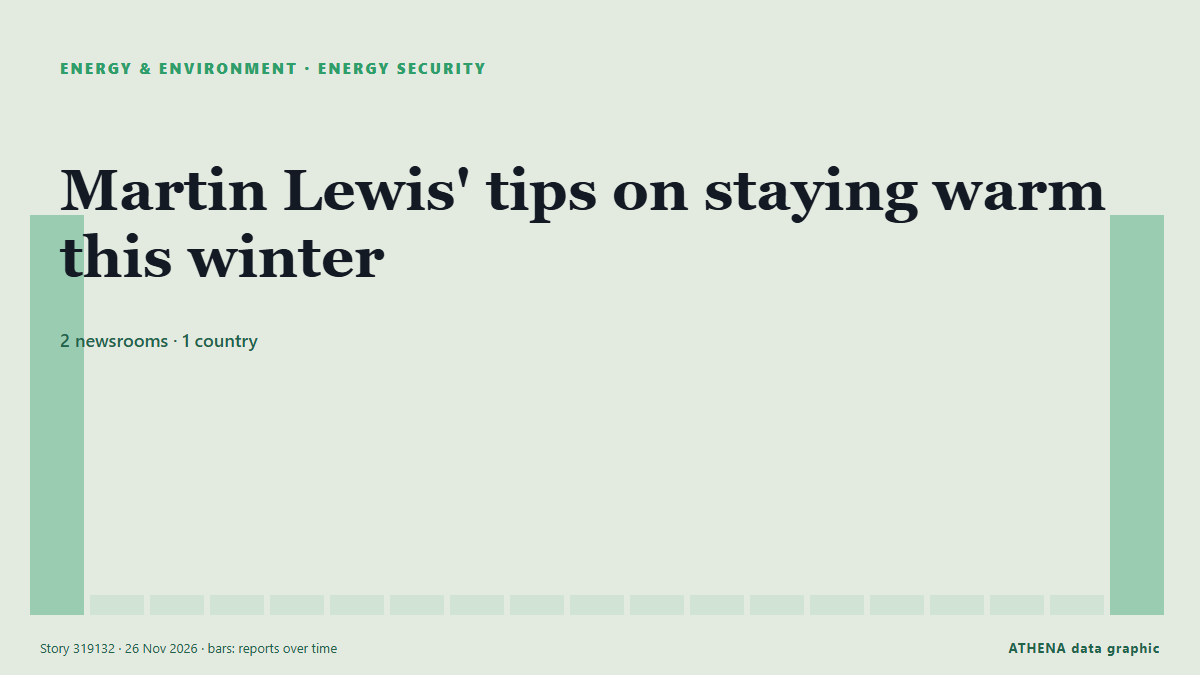 ENERGY & ENVIRONMENT · ENERGY SECURITY
Martin Lewis' tips on staying warm
this winter
2 newsrooms · 1 country
Story 319132 · 26 Nov 2026 · bars: reports over time
ATHENA data graphic